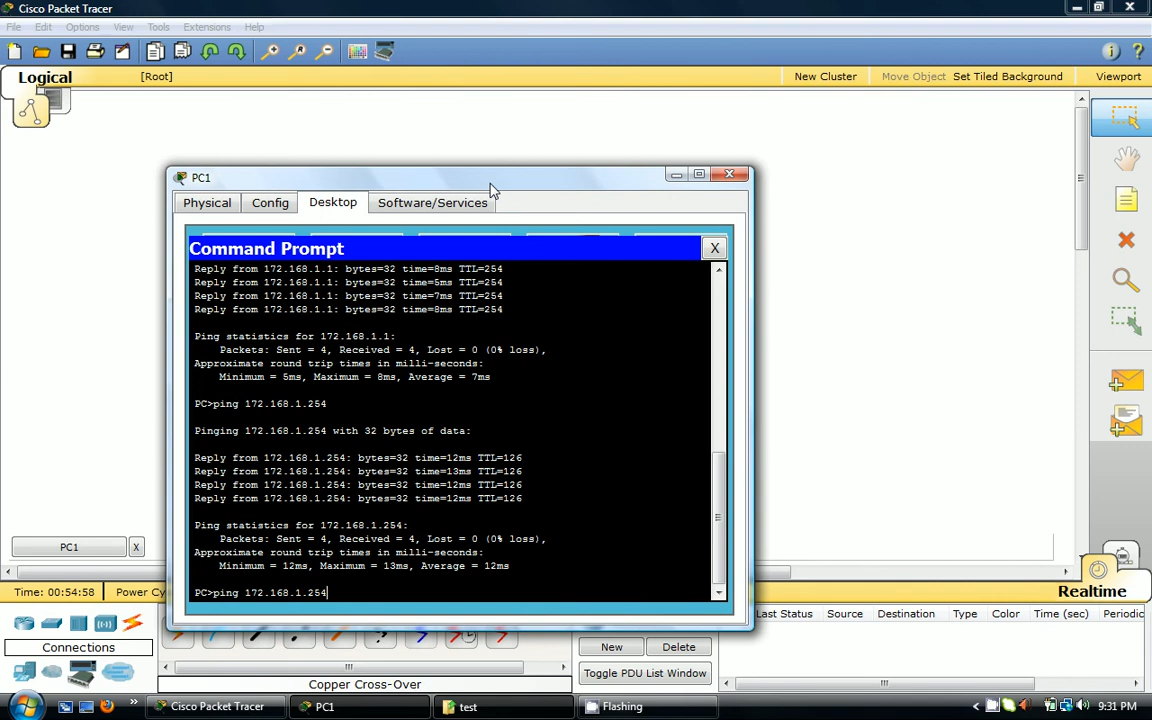 Cisco Packet Tracer
File Edit Options View Tools Extensions Help
Logical
[Root]
New Cluster
Move Object
Set Tiled Background
Viewport
PC1
Physical
Config
Desktop
Software/Services
Command Prompt
X
Reply from 172.168.1.1: bytes=32 time=8ms TTL=254
Reply from 172.168.1.1: bytes=32 time=5ms TTL=254
Reply from 172.168.1.1: bytes=32 time=7ms TTL=254
Reply from 172.168.1.1: bytes=32 time=8ms TTL=254
Ping statistics for 172.168.1.1:
Packets: Sent = 4, Received = 4, Lost = 0 (0% loss),
Approximate round trip times in milli-seconds:
Minimum = 5ms, Maximum = 8ms, Average = 7ms
PC>ping 172.168.1.254
Pinging 172.168.1.254 with 32 bytes of data:
Reply from 172.168.1.254: bytes=32 time=12ms TTL=126
Reply from 172.168.1.254: bytes=32 time=13ms TTL=126
Reply from 172.168.1.254: bytes=32 time=12ms TTL=126
Reply from 172.168.1.254: bytes=32 time=12ms TTL=126
Ping statistics for 172.168.1.254:
Packets: Sent = 4, Received = 4, Lost = 0 (0% loss),
Approximate round trip times in milli-seconds:
Minimum = 12ms, Maximum = 13ms, Average = 12ms
PC>ping 172.168.1.254
PC1
X
Time: 00:54:58
Power Cy
Realtime
Last Status
Source
Destination
Type
Color
Time (sec)
Periodic
Connections
Copper Cross-Over
New
Delete
Toggle PDU List Window
Cisco Packet Tracer
PC1
test
Flashing
9:31 PM